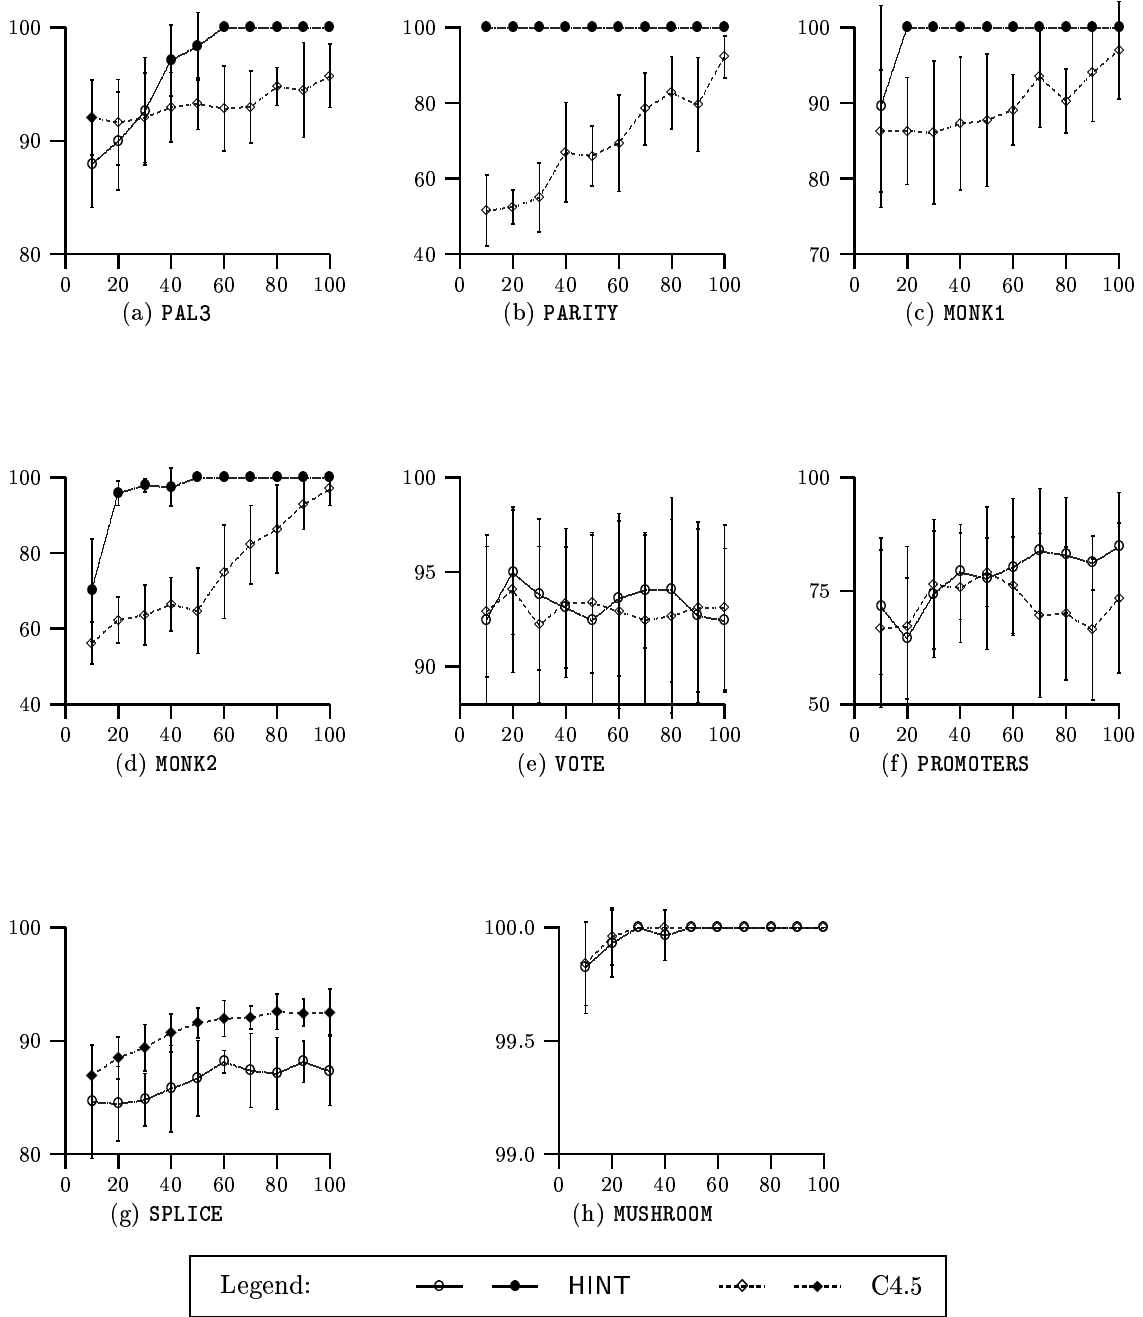 100
90
80
0 20 40 60 80 100
(a) PAL3
100
80
60
40
0 20 40 60 80 100
(b) PARITY
100
90
80
70
0 20 40 60 80 100
(c) MONK1
100
80
60
40
0 20 40 60 80 100
(d) MONK2
100
95
90
0 20 40 60 80 100
(e) VOTE
100
75
50
0 20 40 60 80 100
(f) PROMOTERS
100
90
80
0 20 40 60 80 100
(g) SPLICE
100.0
99.5
99.0
0 20 40 60 80 100
(h) MUSHROOM
Legend: HINT C4.5